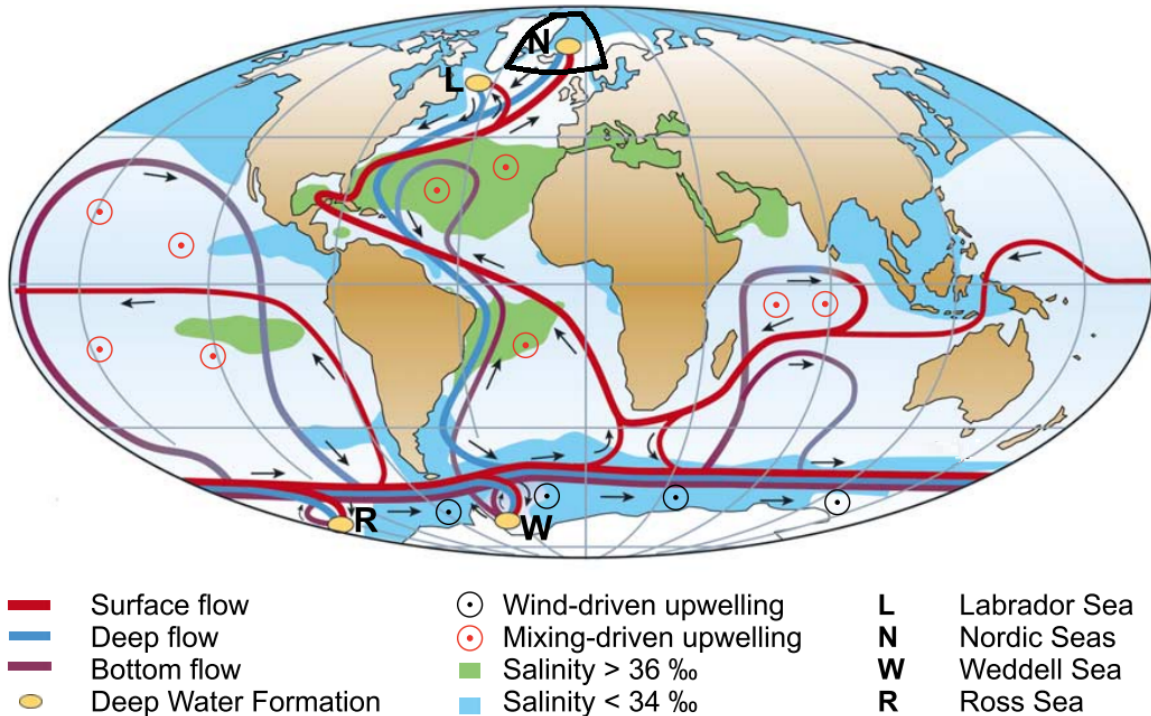 N
L
R
W
Surface flow
Deep flow
Bottom flow
Deep Water Formation
Wind-driven upwelling
Mixing-driven upwelling
Salinity > 36 ‰
Salinity < 34 ‰
L Labrador Sea
N Nordic Seas
W Weddell Sea
R Ross Sea